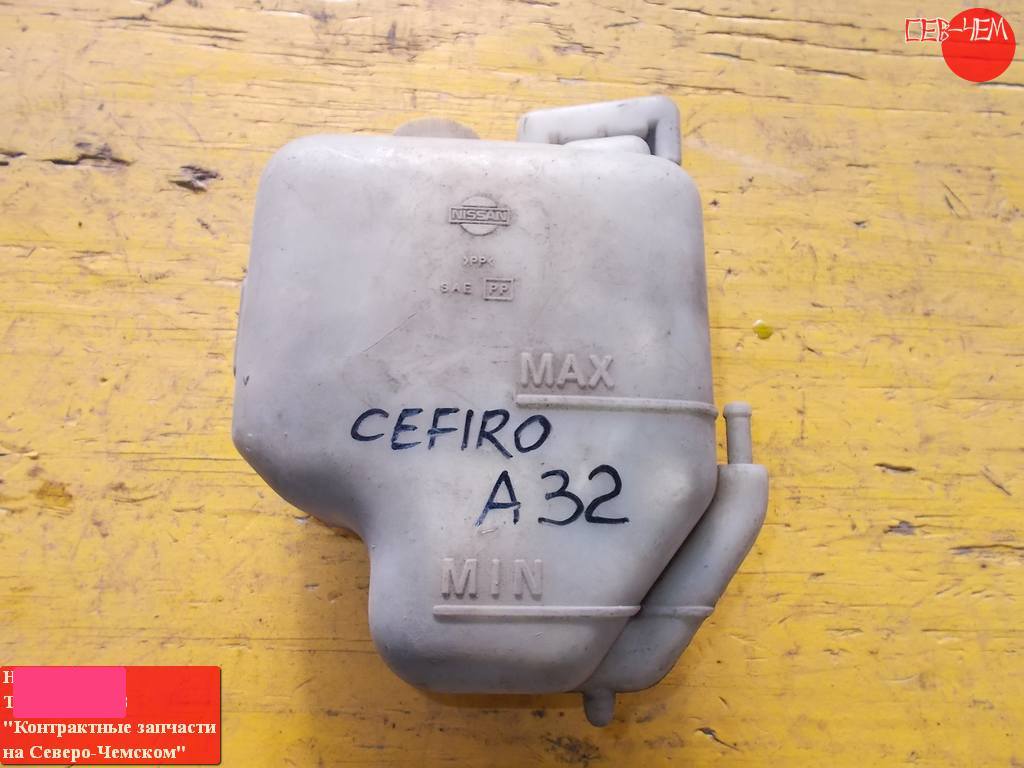 СЕВ-ЧЕМ
NISSAN
>PP<
SAE PP
MAX
CEFIRO
A32
MIN
"Контрактные запчасти
на Северо-Чемском"